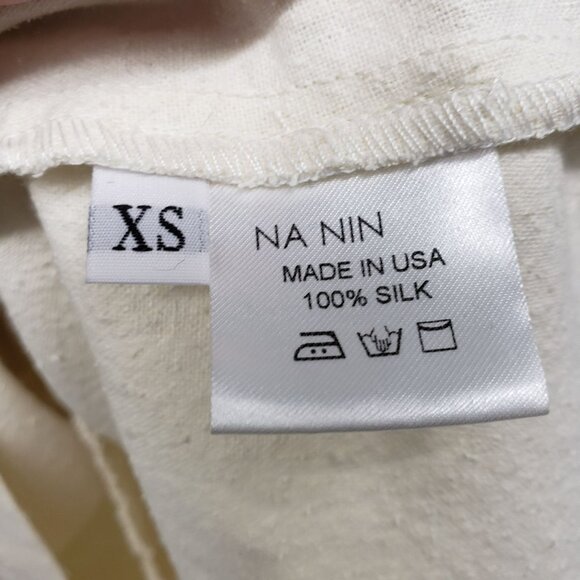 XS
NA NIN
MADE IN USA
100% SILK